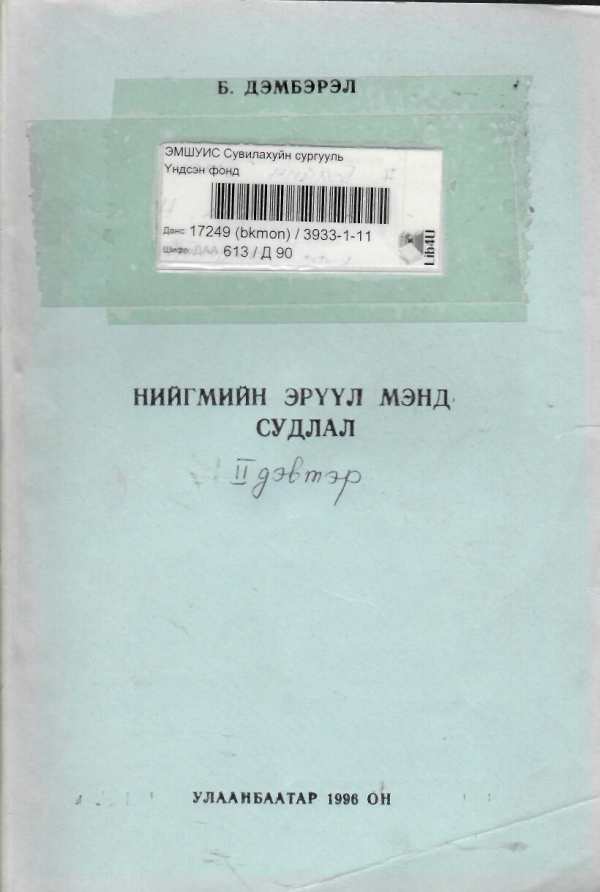 Б. ДЭМБЭРЭЛ
ЭМШУИС Сувилахуйн сургууль
Үндсэн фонд
Данс: 17249 (bkmon) / 3933-1-11
Шифр: ДАА 613 / Д 90
Lib4U
НИЙГМИЙН ЭРҮҮЛ МЭНД
СУДЛАЛ
II дэвтэр
УЛААНБААТАР 1996 ОН